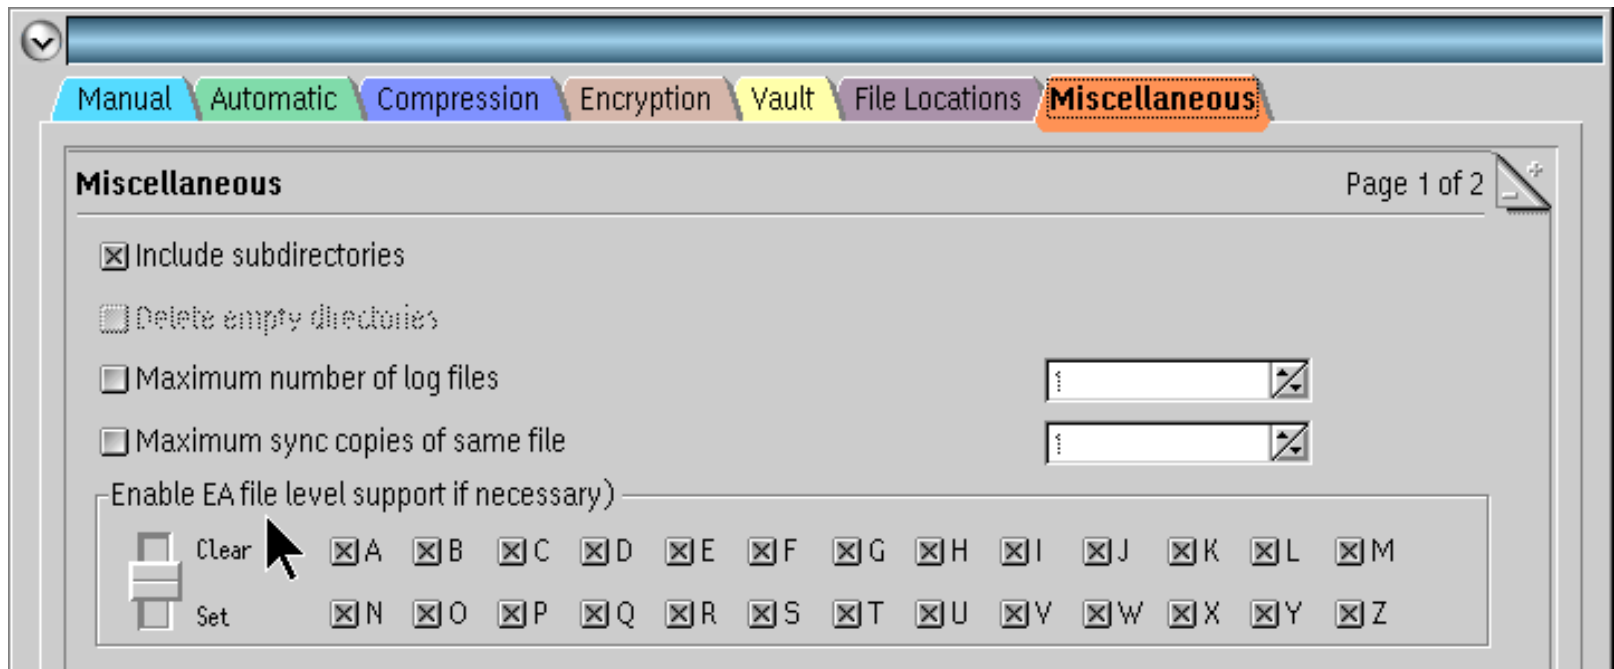 Manual Automatic Compression Encryption Vault File Locations Miscellaneous
Miscellaneous Page 1 of 2
Include subdirectories
Delete empty directories
Maximum number of log files 1
Maximum sync copies of same file 1
Enable EA file level support if necessary)
Clear A B C D E F G H I J K L M
Set N O P Q R S T U V W X Y Z